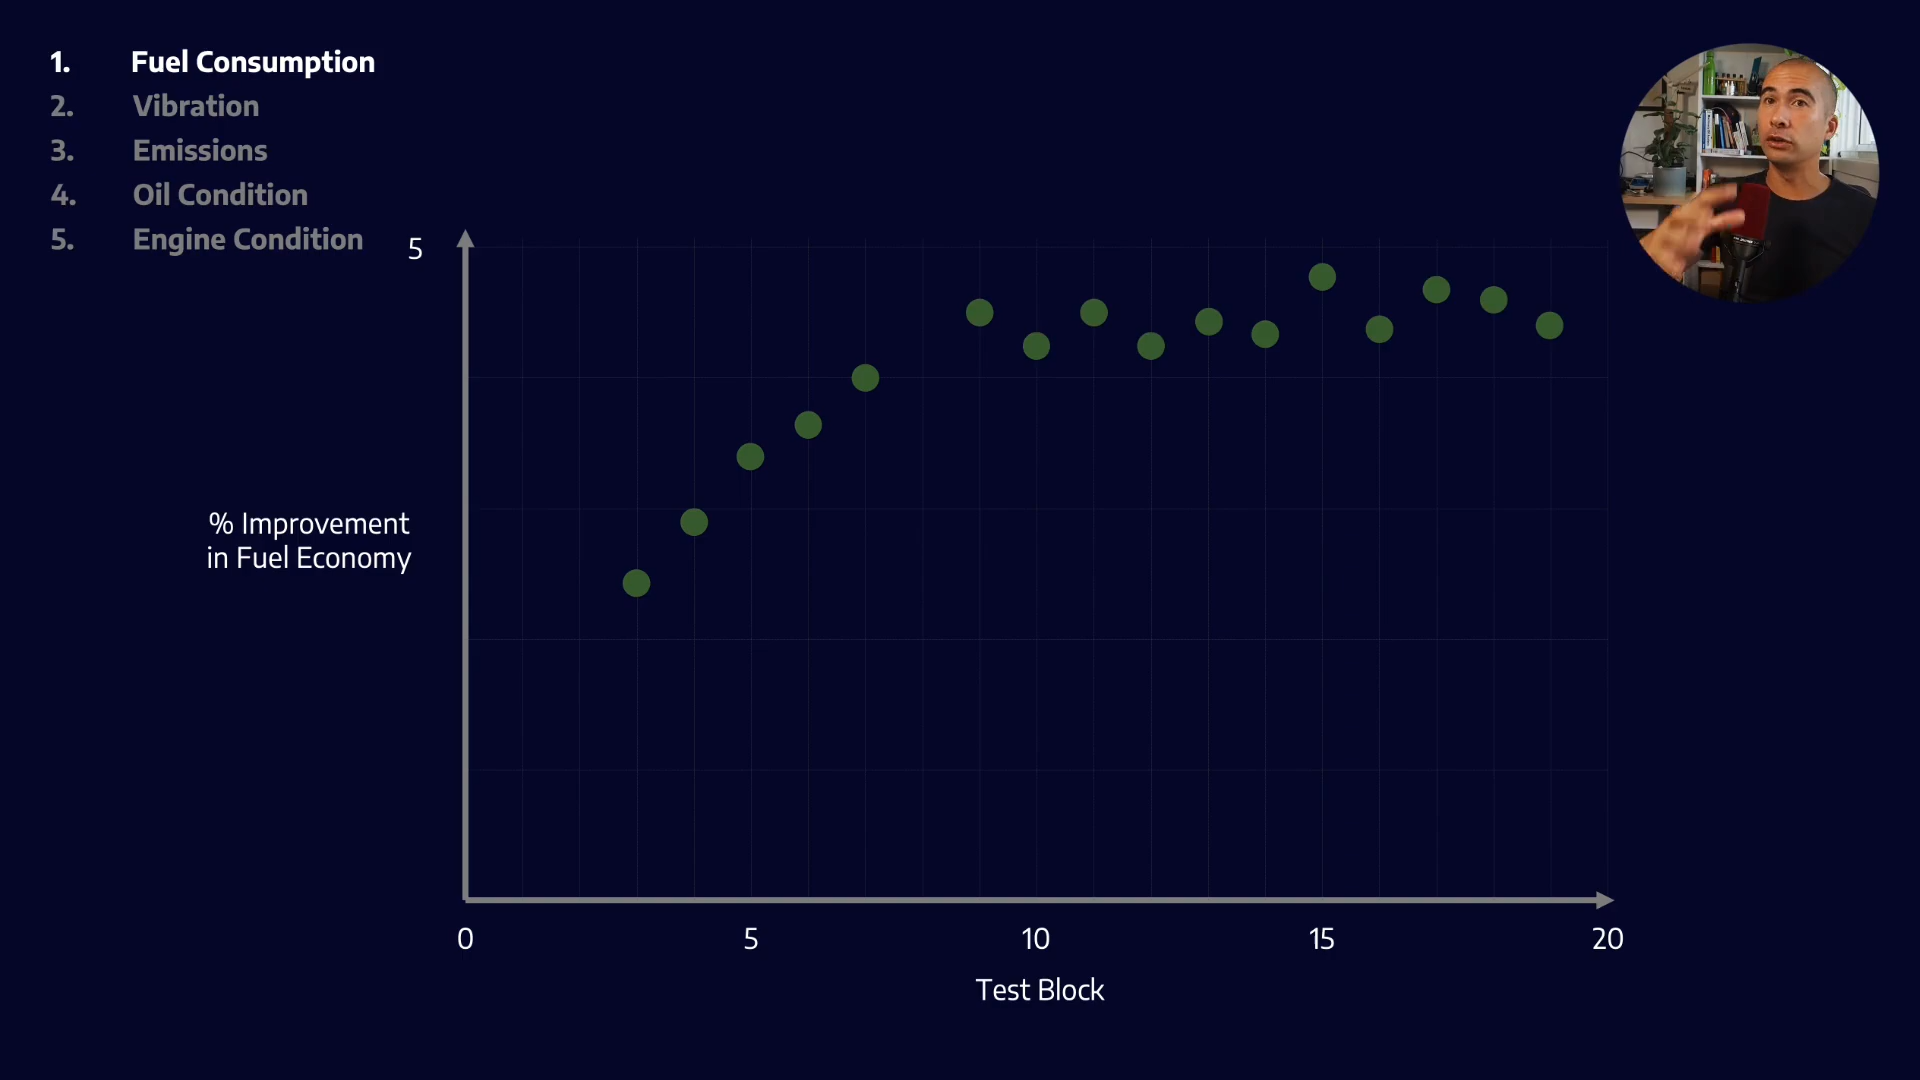 1. Fuel Consumption
2. Vibration
3. Emissions
4. Oil Condition
5. Engine Condition
5
% Improvement
in Fuel Economy
0 5 10 15 20
Test Block